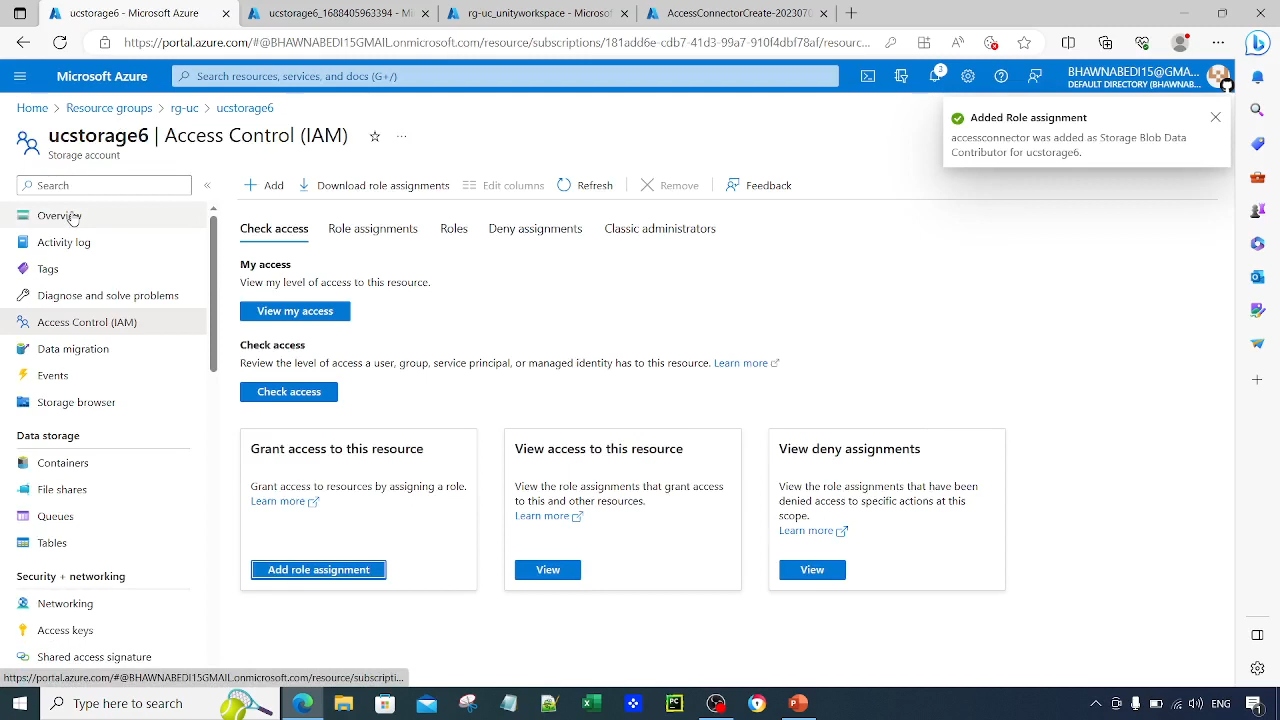 ucstorage6 - Microsoft Azure
ucstorage6_1688405963394 - Mi
rg-uc_unityworkspace - Microsoft
AccessConnectorCreate-202307
https://portal.azure.com/#@BHAWNABEDI15GMAIL.onmicrosoft.com/resource/subscriptions/181add6e-cdb7-41d3-99a7-910f4dbf78af/resourc...
Microsoft Azure
Search resources, services, and docs (G+/)
3
BHAWNABEDI15@GMA...
DEFAULT DIRECTORY (BHAWNAB...
Home > Resource groups > rg-uc > ucstorage6
ucstorage6 | Access Control (IAM)
Storage account
Added Role assignment
accessconnector was added as Storage Blob Data
Contributor for ucstorage6.
Search
Add
Download role assignments
Edit columns
Refresh
Remove
Feedback
Overview
Activity log
Tags
Diagnose and solve problems
Access Control (IAM)
Data migration
Events
Storage browser
Data storage
Containers
File shares
Queues
Tables
Security + networking
Networking
Access keys
Shared access signature
Check access
Role assignments
Roles
Deny assignments
Classic administrators
My access
View my level of access to this resource.
View my access
Check access
Review the level of access a user, group, service principal, or managed identity has to this resource. Learn more
Check access
Grant access to this resource
Grant access to resources by assigning a role.
Learn more
Add role assignment
View access to this resource
View the role assignments that grant access
to this and other resources.
Learn more
View
View deny assignments
View the role assignments that have been
denied access to specific actions at this
scope.
Learn more
View
https://portal.azure.com/#@BHAWNABEDI15GMAIL.onmicrosoft.com/resource/subscripti...
Type here to search
ENG